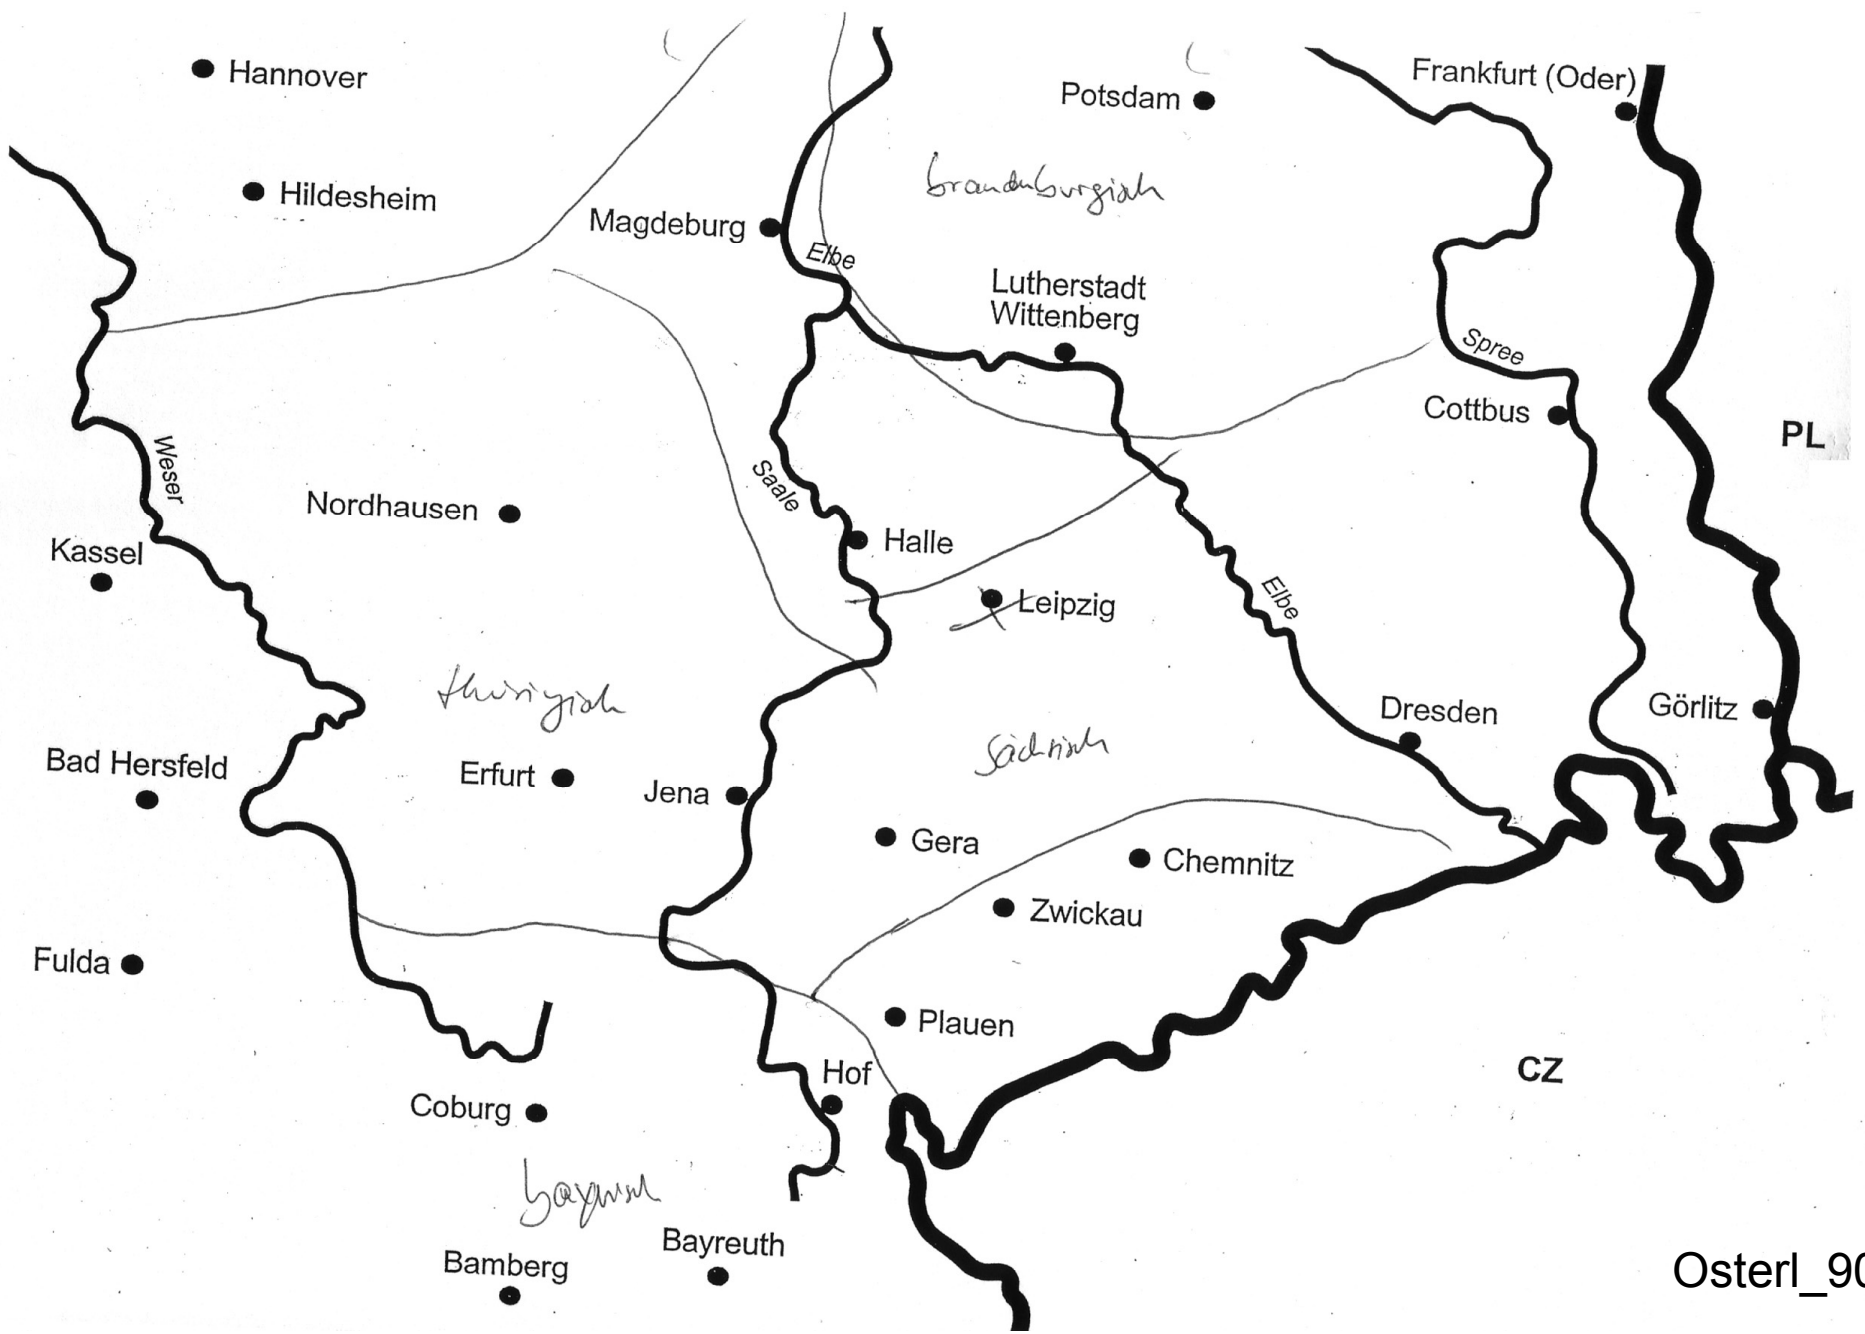 Hannover
Frankfurt (Oder)
Potsdam
Hildesheim
brandenburgisch
Magdeburg
Elbe
Lutherstadt
Wittenberg
Spree
Cottbus
PL
Weser
Saale
Nordhausen
Halle
Kassel
Leipzig
Elbe
thüringisch
Görlitz
Dresden
sächsisch
Bad Hersfeld
Erfurt
Jena
Gera
Chemnitz
Zwickau
Fulda
Plauen
Hof
CZ
Coburg
bayrisch
Bayreuth
Bamberg
Osterl_90